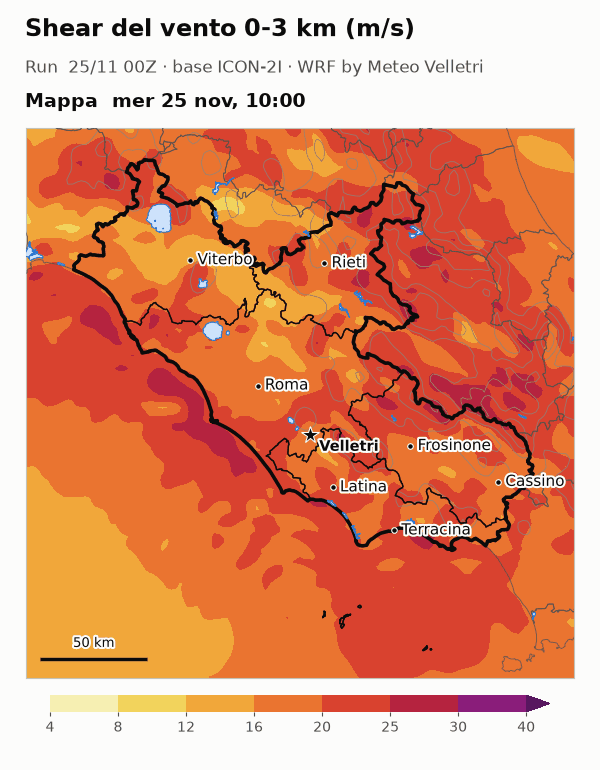 Shear del vento 0-3 km (m/s)
Run  25/11 00Z · base ICON-2I · WRF by Meteo Velletri
Mappa  mer 25 nov, 10:00
Viterbo
Rieti
Roma
Velletri
Frosinone
Latina
Cassino
Terracina
50 km
4 8 12 16 20 25 30 40